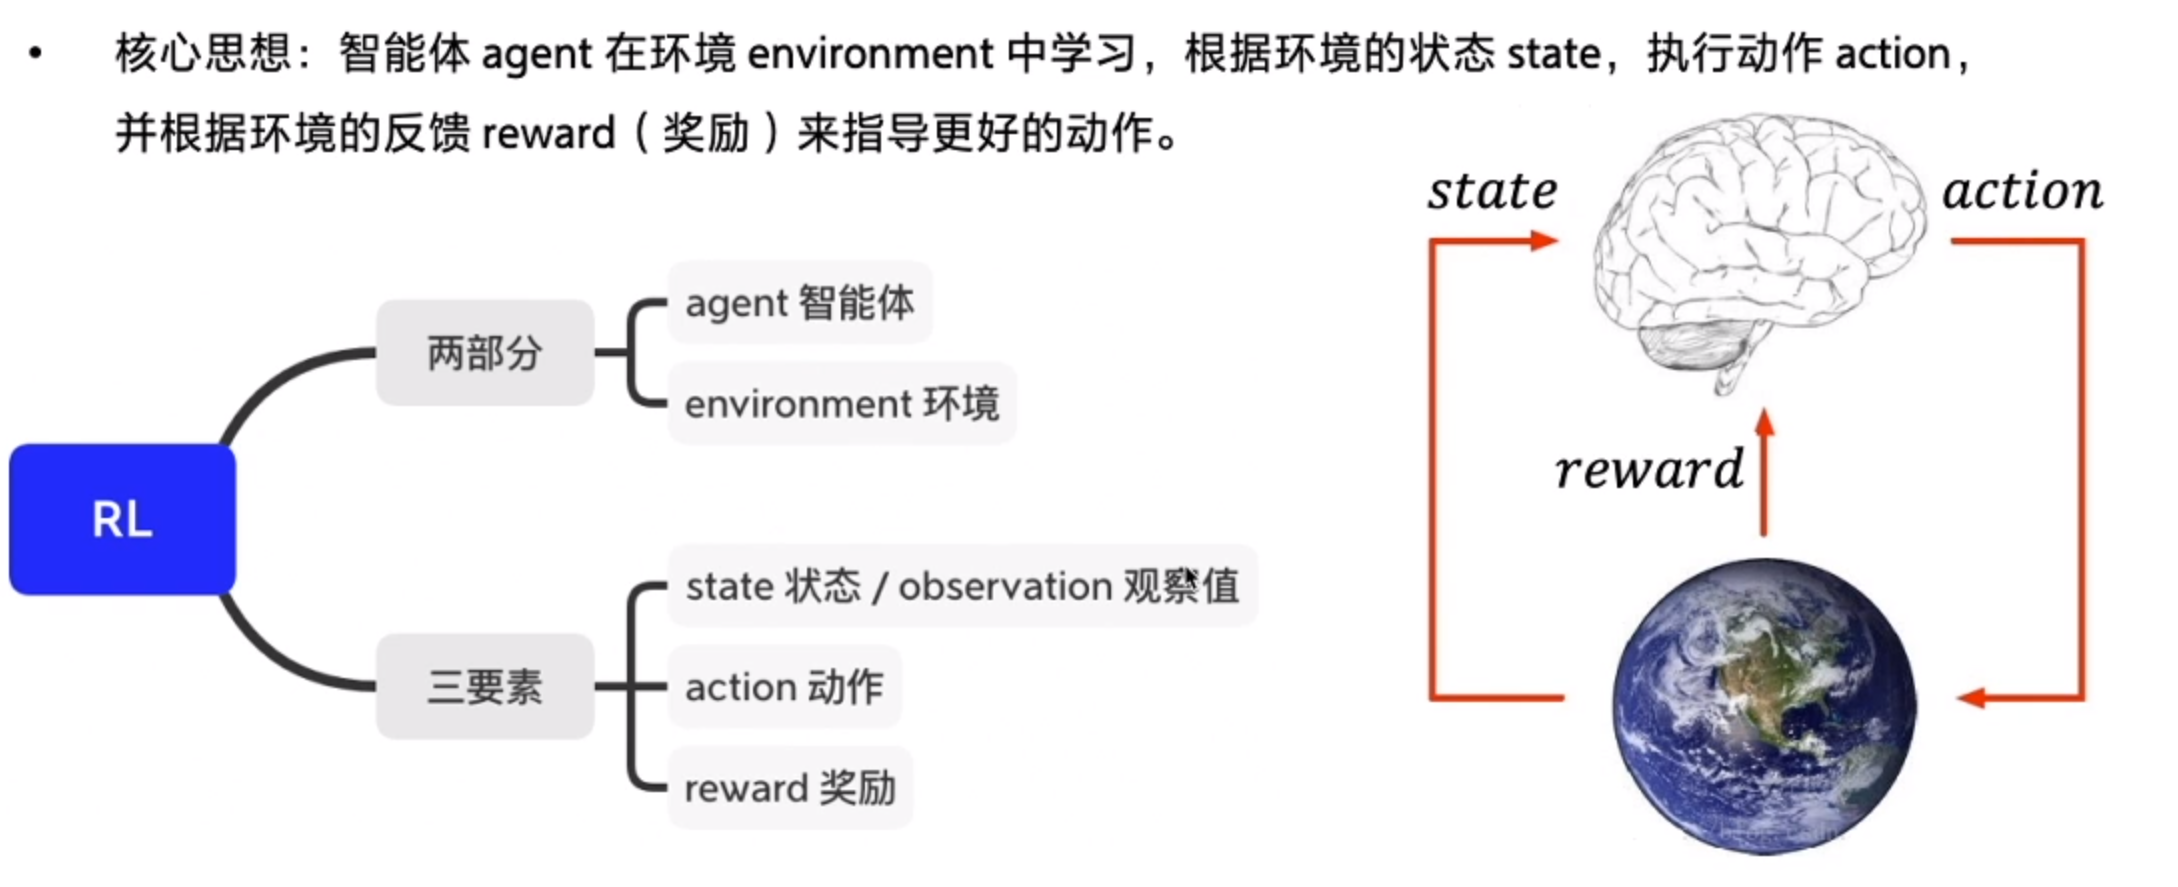 • 核心思想：智能体 agent 在环境 environment 中学习，根据环境的状态 state，执行动作 action，
并根据环境的反馈 reward（奖励）来指导更好的动作。
RL
两部分
agent 智能体
environment 环境
三要素
state 状态 / observation 观察值
action 动作
reward 奖励
state
action
reward